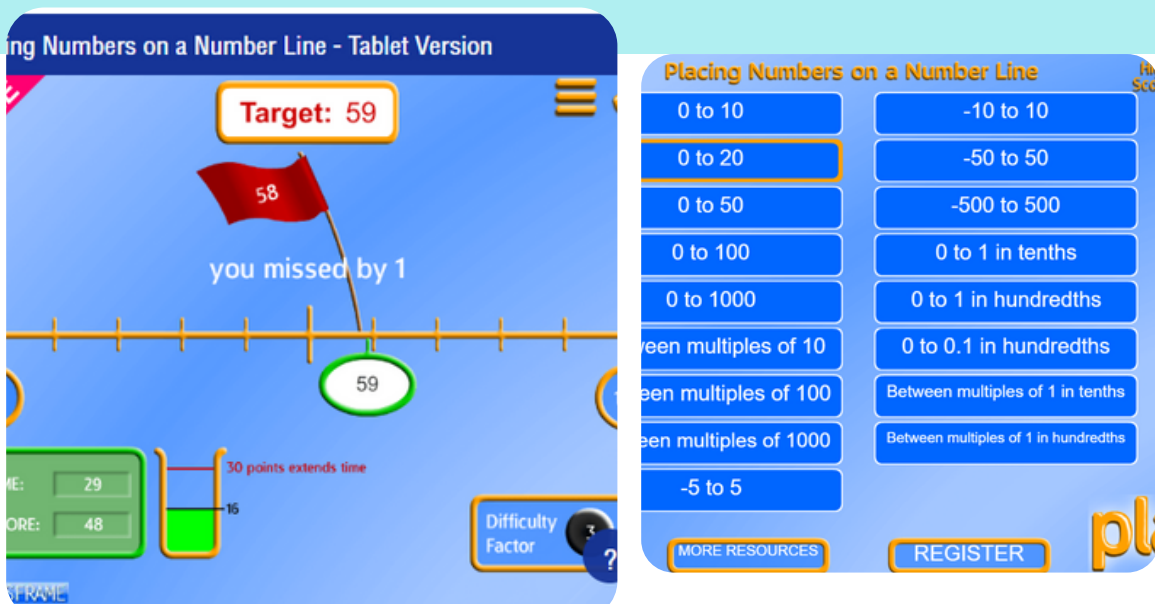 ing Numbers on a Number Line - Tablet Version
Target: 59
58
you missed by 1
59
30 points extends time
16
ME: 29
ORE: 48
Difficulty
Factor
3
?
FRAME
Placing Numbers on a Number Line
0 to 10
0 to 20
0 to 50
0 to 100
0 to 1000
een multiples of 10
een multiples of 100
een multiples of 1000
-5 to 5
-10 to 10
-50 to 50
-500 to 500
0 to 1 in tenths
0 to 1 in hundredths
0 to 0.1 in hundredths
Between multiples of 1 in tenths
Between multiples of 1 in hundredths
MORE RESOURCES
REGISTER
pl